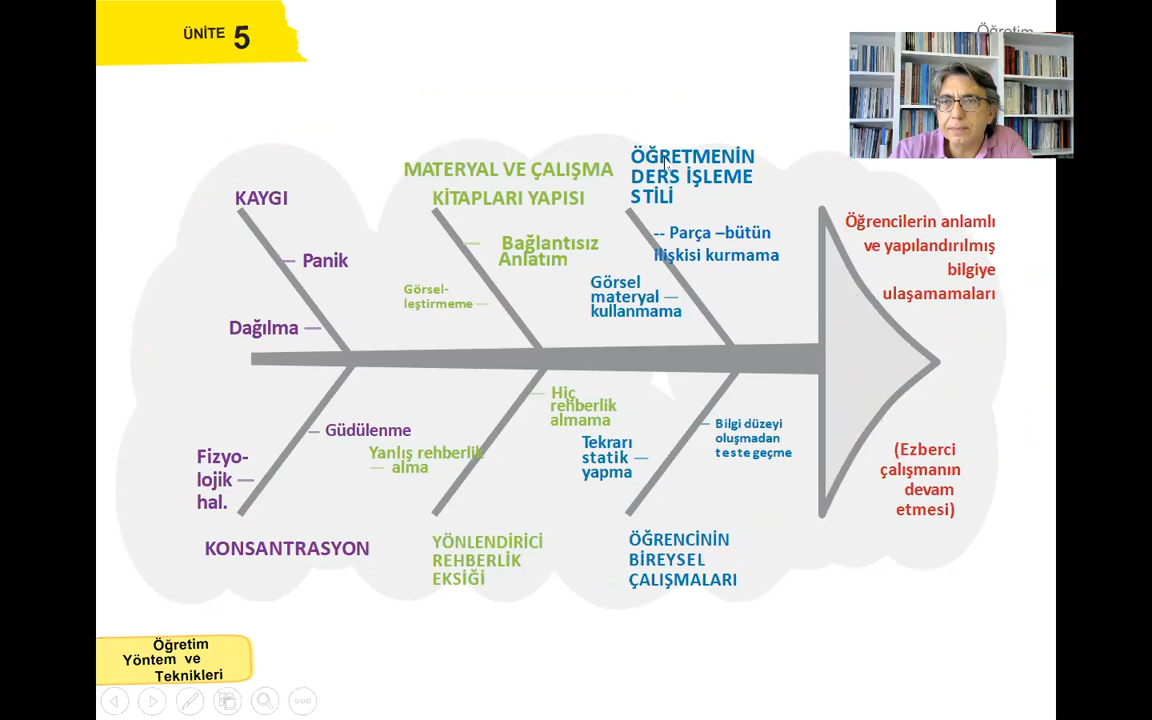 ÜNİTE 5
Öğretim
KAYGI
Panik
Dağılma
MATERYAL VE ÇALIŞMA
KİTAPLARI YAPISI
Bağlantısız
Anlatım
Görsel-
leştirmeme
ÖĞRETMENİN
DERS İŞLEME
STİLİ
-- Parça –bütün
ilişkisi kurmama
Görsel
materyal
kullanmama
Öğrencilerin anlamlı
ve yapılandırılmış
bilgiye
ulaşamamaları
Güdülenme
Fizyo-
lojik
hal.
KONSANTRASYON
Hiç
rehberlik
almama
Yanlış rehberlik
alma
YÖNLENDİRİCİ
REHBERLİK
EKSİĞİ
Bilgi düzeyi
oluşmadan
teste geçme
Tekrarı
statik
yapma
ÖĞRENCİNİN
BİREYSEL
ÇALIŞMALARI
(Ezberci
çalışmanın
devam
etmesi)
Öğretim
Yöntem ve
Teknikleri